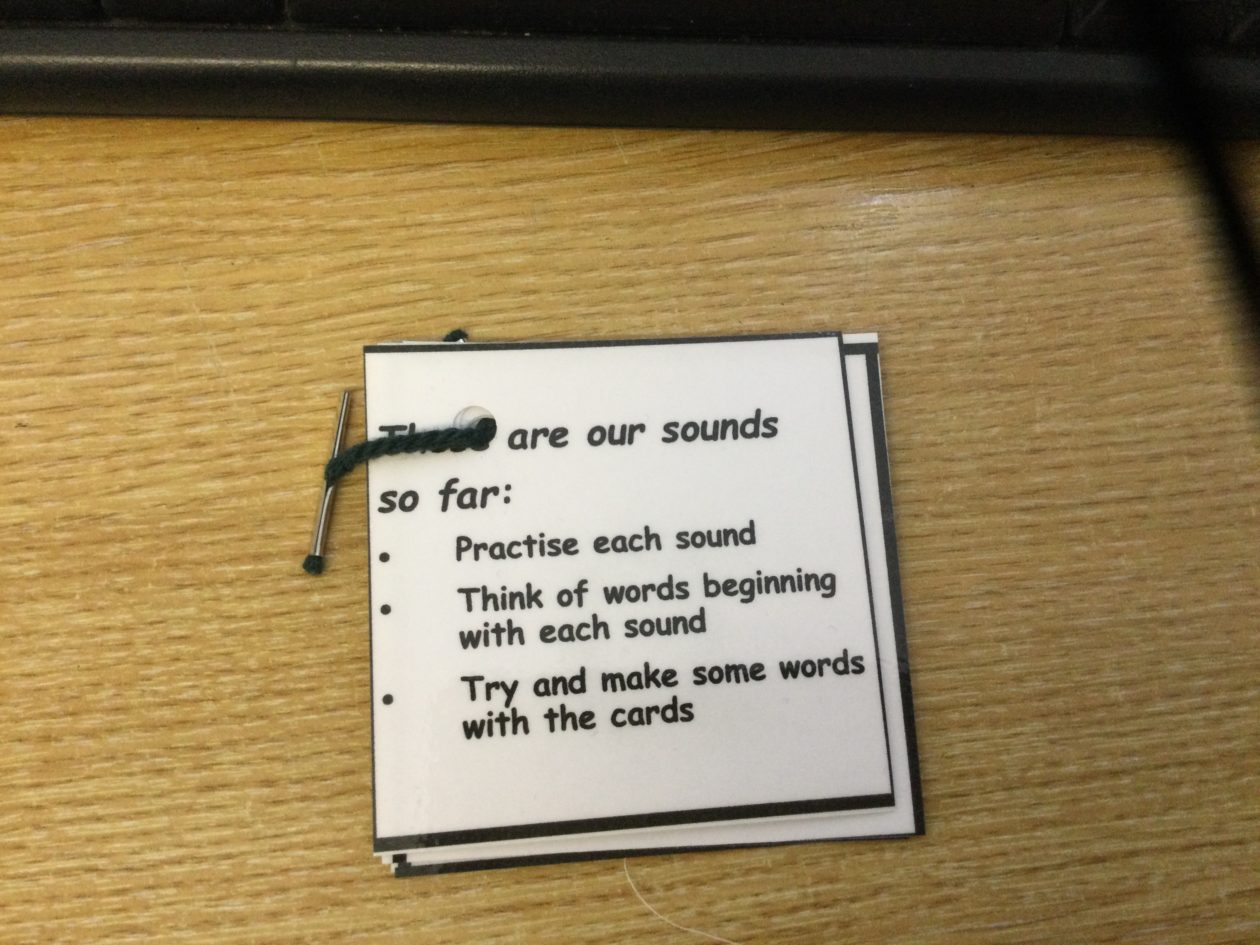 These are our sounds
so far:
• Practise each sound
• Think of words beginning
with each sound
• Try and make some words
with the cards